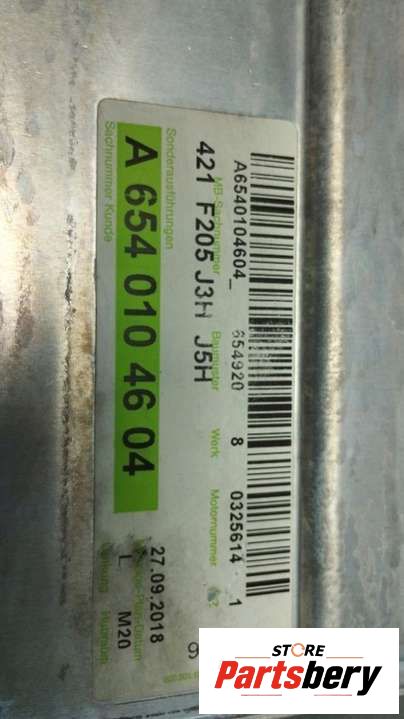 A6540104604_ 654920 8 0325614 1
MB-Sachnummer Baumuster Werk Motornummer
421 F205 J3H J5H
Sonderausführungen
A 654 010 46 04
Sachnummer Kunde
27.09.2018
L M20
STORE
Partsbery